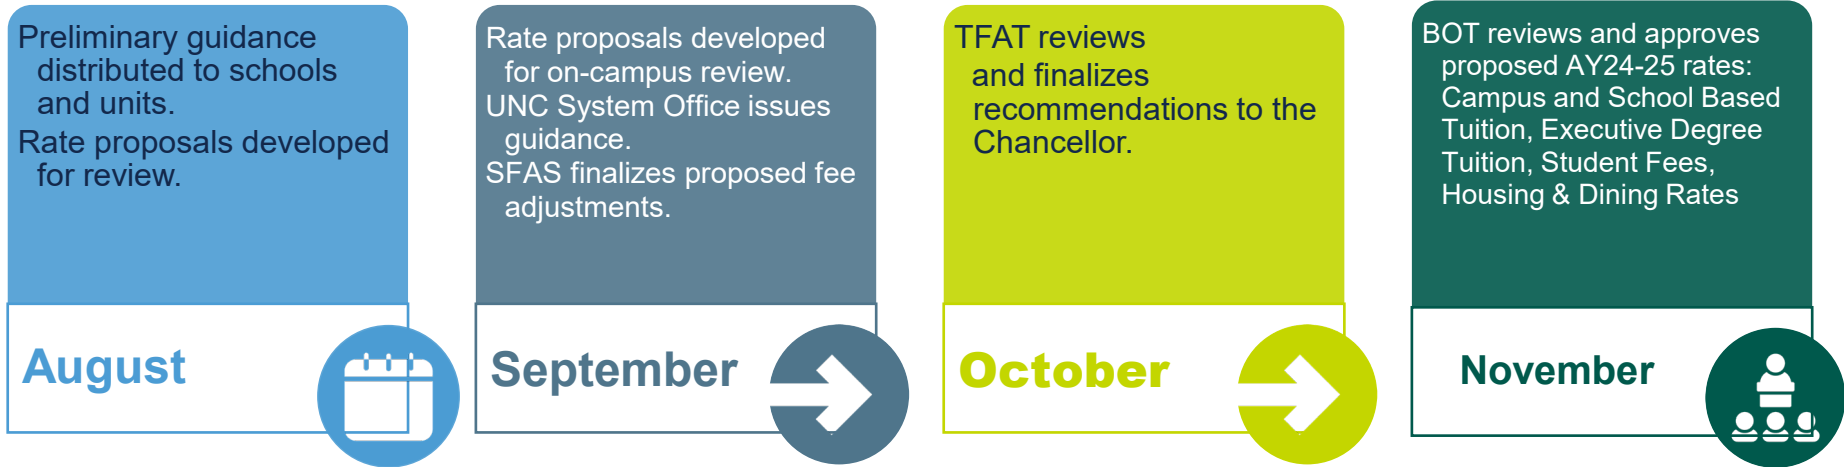 Preliminary guidance
distributed to schools
and units.
Rate proposals developed
for review.
August
Rate proposals developed
for on-campus review.
UNC System Office issues
guidance.
SFAS finalizes proposed fee
adjustments.
September
TFAT reviews
and finalizes
recommendations to the
Chancellor.
October
BOT reviews and approves
proposed AY24-25 rates:
Campus and School Based
Tuition, Executive Degree
Tuition, Student Fees,
Housing & Dining Rates
November